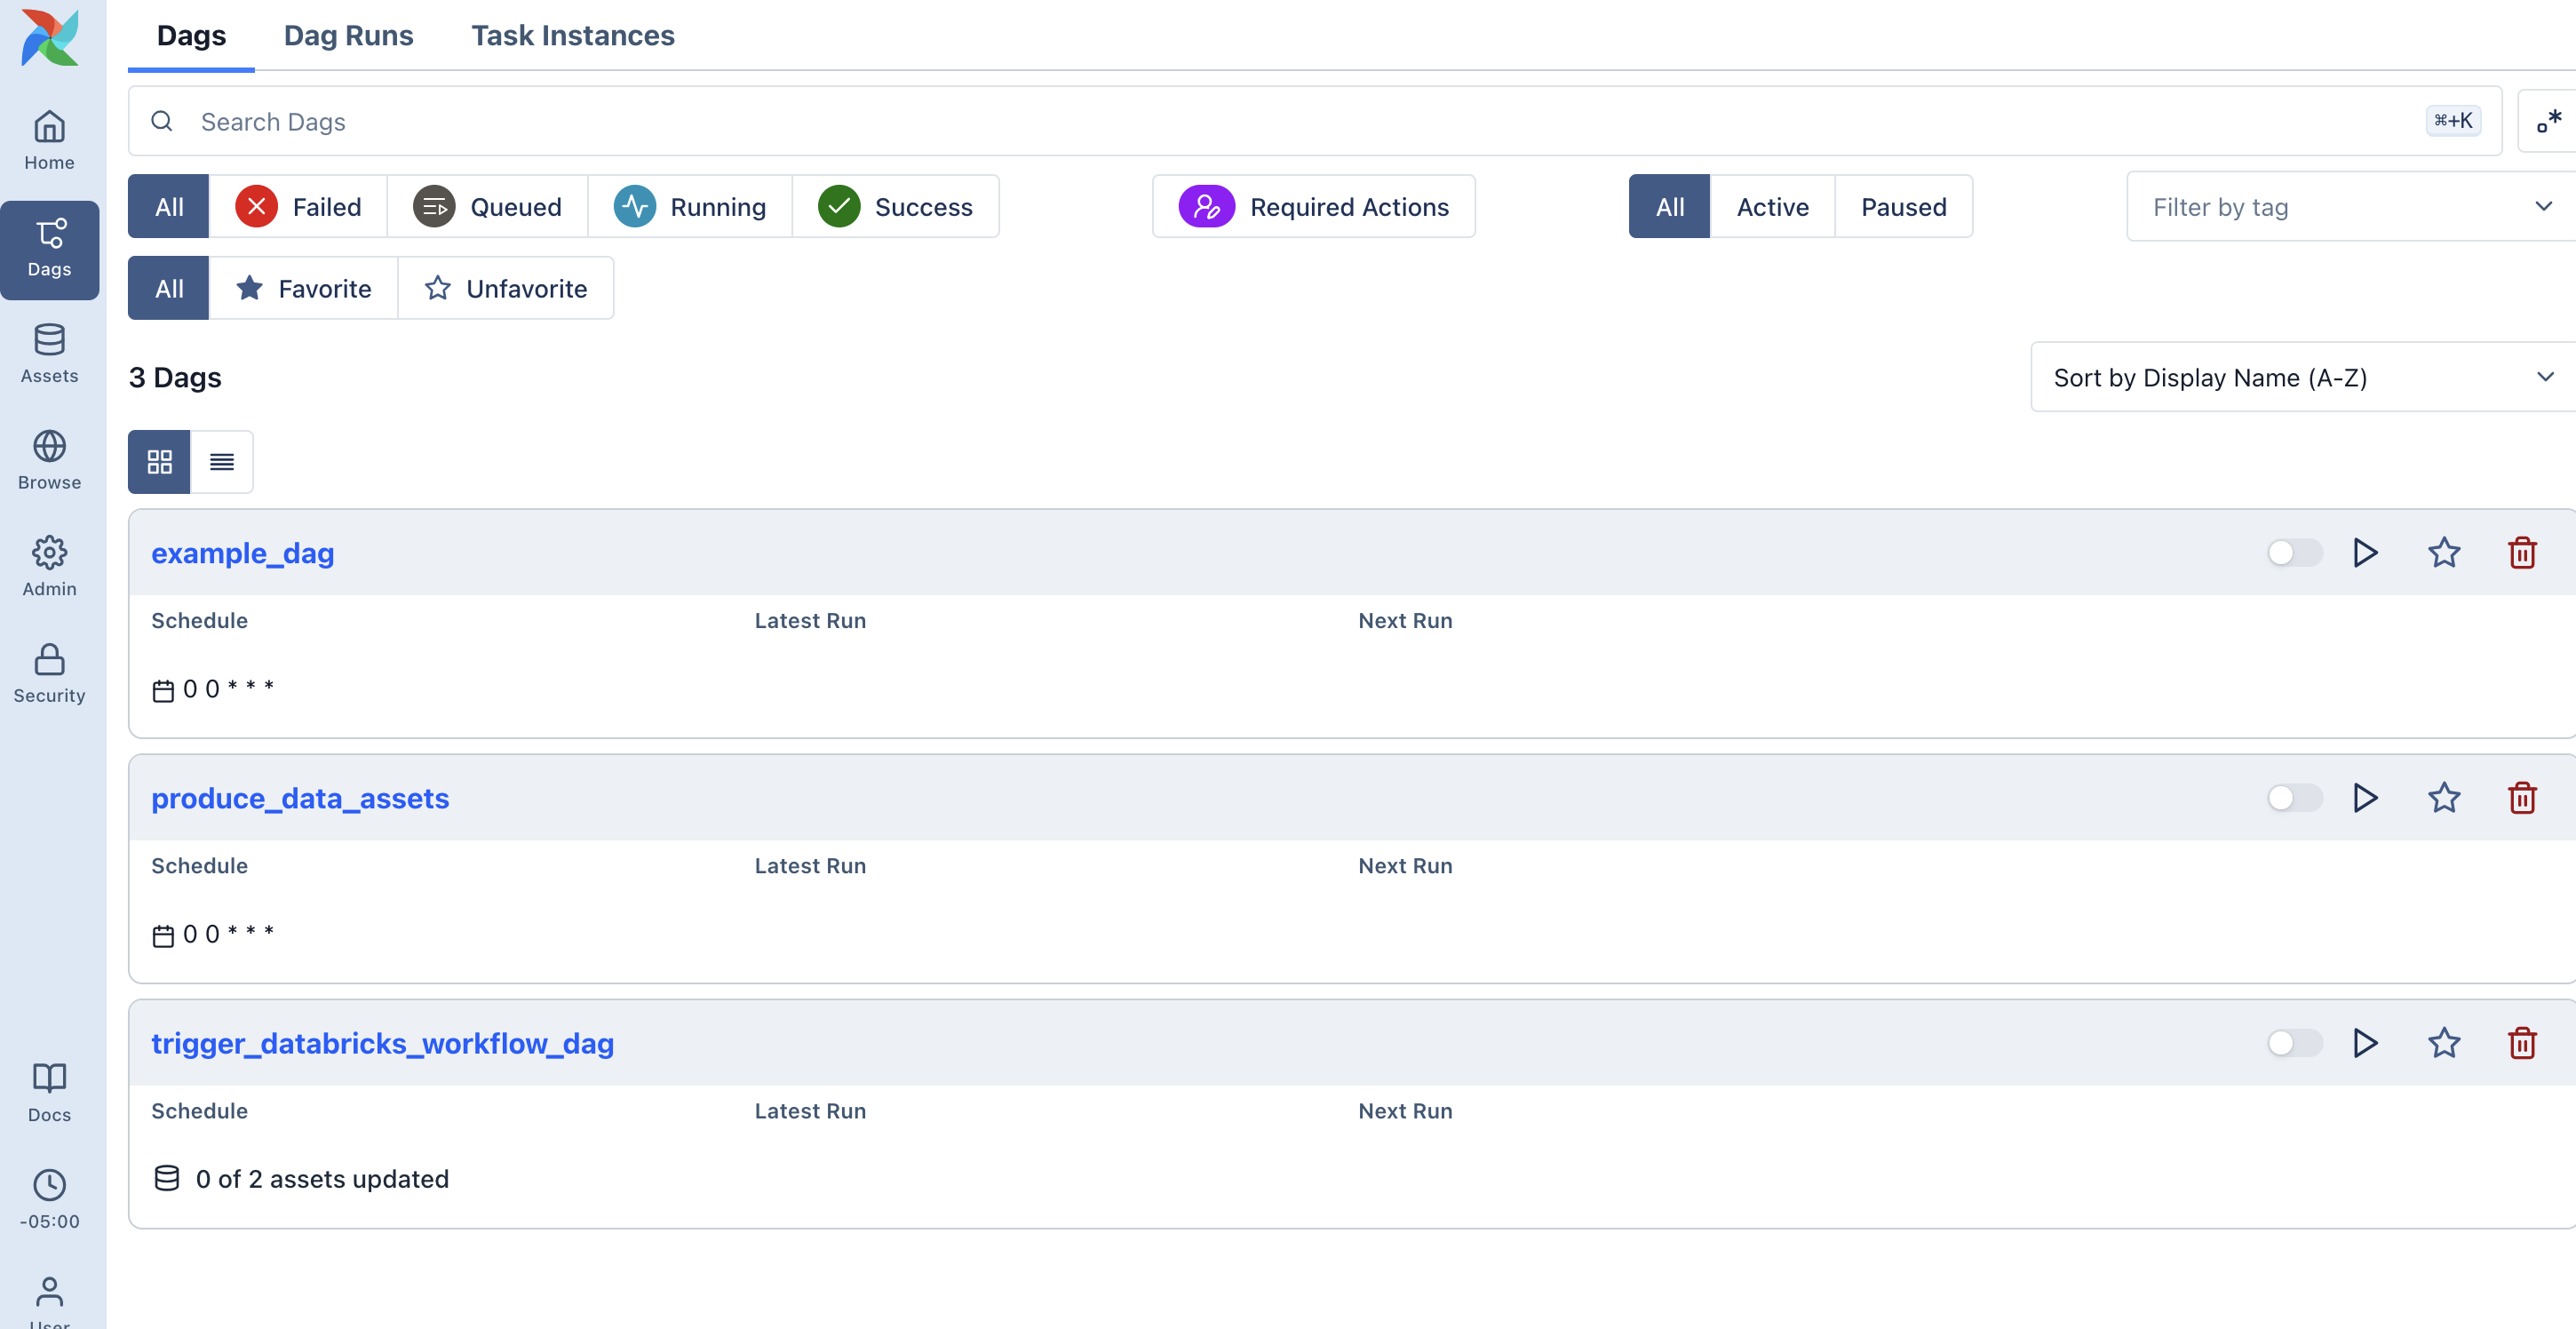 Dags Dag Runs Task Instances
Search Dags ⌘+K .*
All Failed Queued Running Success Required Actions All Active Paused Filter by tag
All Favorite Unfavorite
3 Dags Sort by Display Name (A-Z)
example_dag
Schedule Latest Run Next Run
0 0 * * *
produce_data_assets
Schedule Latest Run Next Run
0 0 * * *
trigger_databricks_workflow_dag
Schedule Latest Run Next Run
0 of 2 assets updated
Home
Dags
Assets
Browse
Admin
Security
Docs
-05:00
User